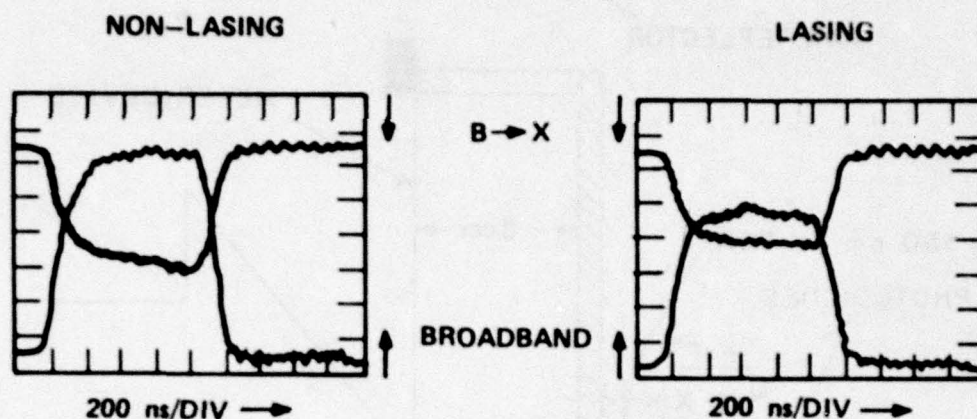 NON–LASING
LASING
B → X
BROADBAND
200 ns/DIV →
200 ns/DIV →